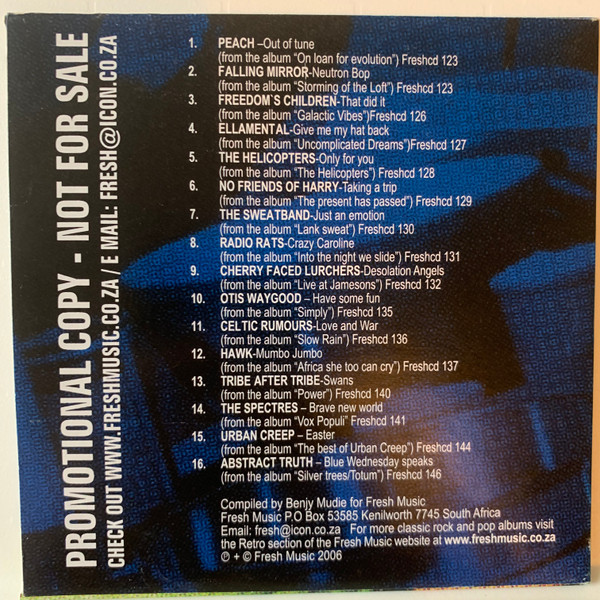 PROMOTIONAL COPY - NOT FOR SALE
CHECK OUT WWW.FRESHMUSIC.CO.ZA / E MAIL: FRESH@ICON.CO.ZA
1. PEACH –Out of tune
(from the album “On loan for evolution”) Freshcd 123
2. FALLING MIRROR-Neutron Bop
(from the album “Storming of the Loft”) Freshcd 123
3. FREEDOM`S CHILDREN-That did it
(from the album “Galactic Vibes”)Freshcd 126
4. ELLAMENTAL-Give me my hat back
(from the album “Uncomplicated Dreams”)Freshcd 127
5. THE HELICOPTERS-Only for you
(from the album “The Helicopters”) Freshcd 128
6. NO FRIENDS OF HARRY-Taking a trip
(from the album “The present has passed”) Freshcd 129
7. THE SWEATBAND-Just an emotion
(from the album “Lank sweat”) Freshcd 130
8. RADIO RATS-Crazy Caroline
(from the album “Into the night we slide”) Freshcd 131
9. CHERRY FACED LURCHERS-Desolation Angels
(from the album “Live at Jamesons”) Freshcd 132
10. OTIS WAYGOOD – Have some fun
(from the album “Simply”) Freshcd 135
11. CELTIC RUMOURS-Love and War
(from the album “Slow Rain”) Freshcd 136
12. HAWK-Mumbo Jumbo
(from the album “Africa she too can cry”) Freshcd 137
13. TRIBE AFTER TRIBE-Swans
(from the album “Power”) Freshcd 140
14. THE SPECTRES – Brave new world
(from the album “Vox Populi” Freshcd 141
15. URBAN CREEP – Easter
(from the album “The best of Urban Creep”) Freshcd 144
16. ABSTRACT TRUTH – Blue Wednesday speaks
(from the album “Silver trees/Totum”) Freshcd 146
Compiled by Benjy Mudie for Fresh Music
Fresh Music P.O Box 53585 Kenilworth 7745 South Africa
Email: fresh@icon.co.za For more classic rock and pop albums visit
the Retro section of the Fresh Music website at www.freshmusic.co.za
℗ + © Fresh Music 2006